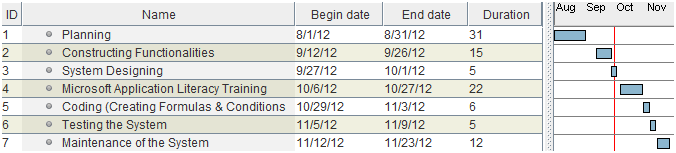 ID Name Begin date End date Duration Aug Sep Oct Nov
1 Planning 8/1/12 8/31/12 31
2 Constructing Functionalities 9/12/12 9/26/12 15
3 System Designing 9/27/12 10/1/12 5
4 Microsoft Application Literacy Training 10/6/12 10/27/12 22
5 Coding (Creating Formulas & Conditions 10/29/12 11/3/12 6
6 Testing the System 11/5/12 11/9/12 5
7 Maintenance of the System 11/12/12 11/23/12 12